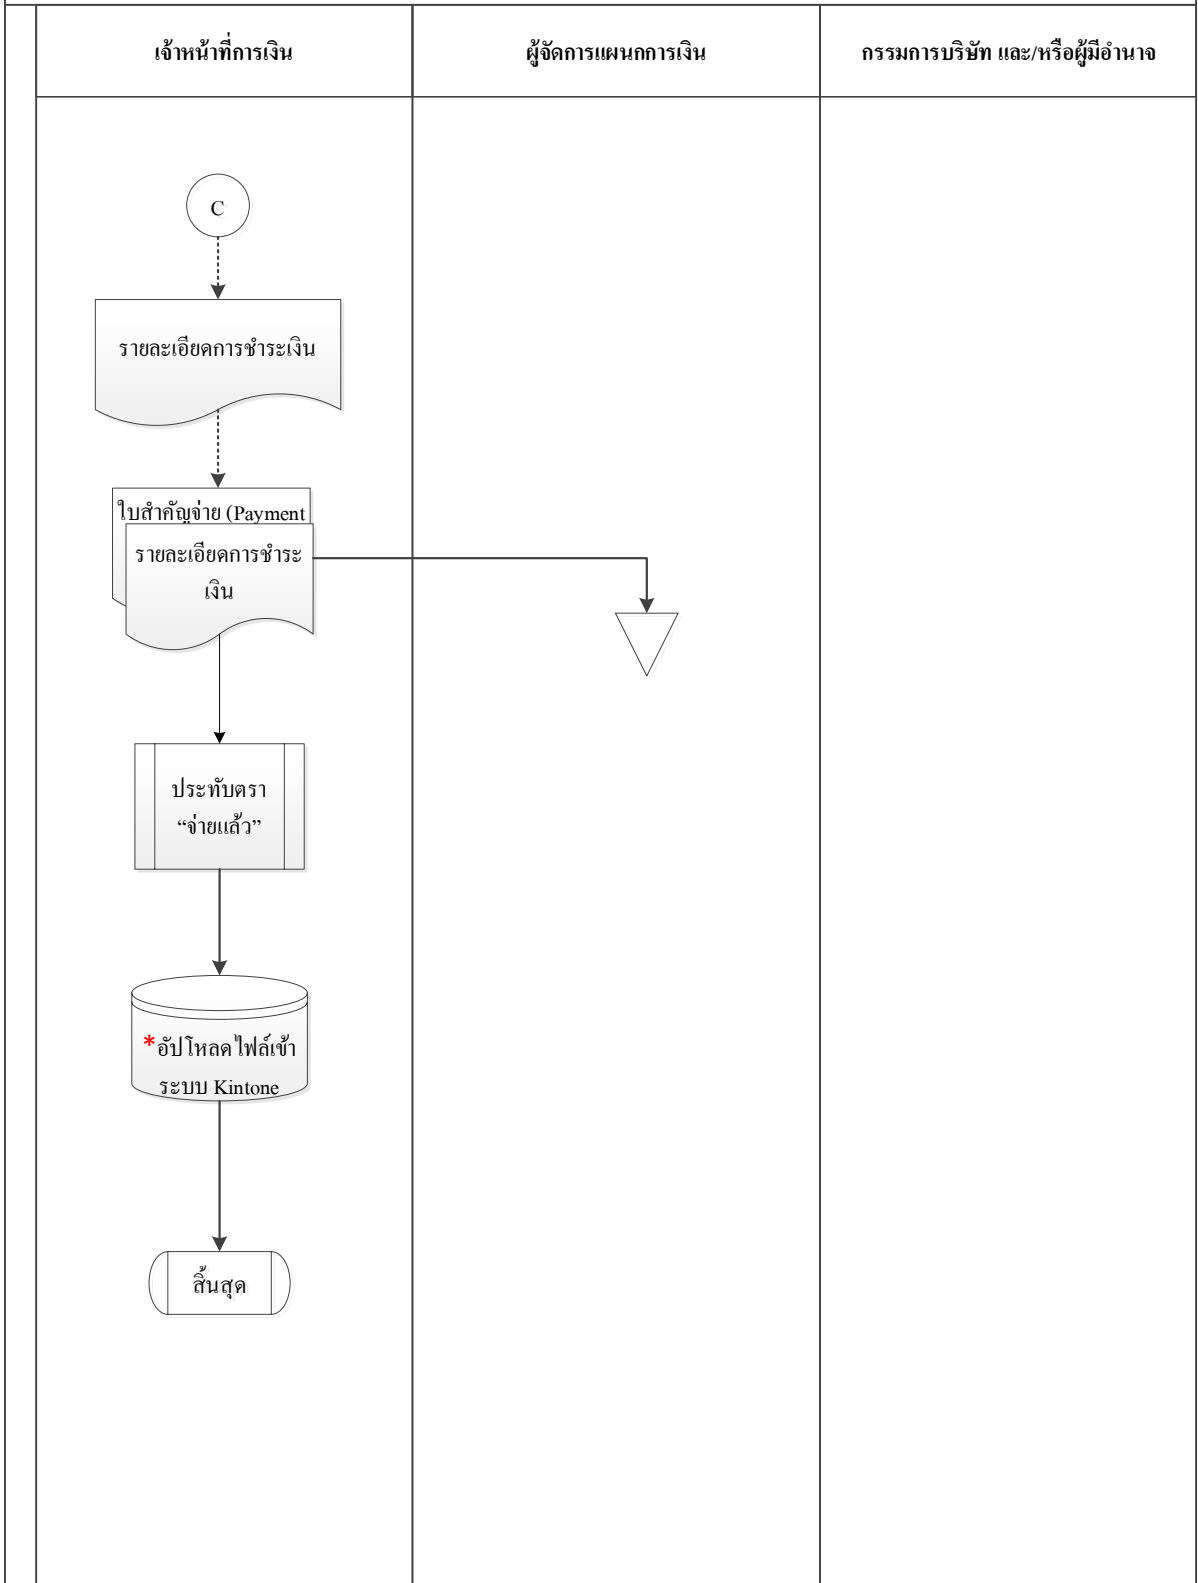 เจ้าหน้าที่การเงิน
ผู้จัดการแผนกการเงิน
กรรมการบริษัท และ/หรือผู้มีอำนาจ
C
รายละเอียดการชำระเงิน
ใบสำคัญจ่าย (Payment
รายละเอียดการชำระ
เงิน
ประทับตรา
“จ่ายแล้ว”
*อัปโหลดไฟล์เข้า
ระบบ Kintone
สิ้นสุด